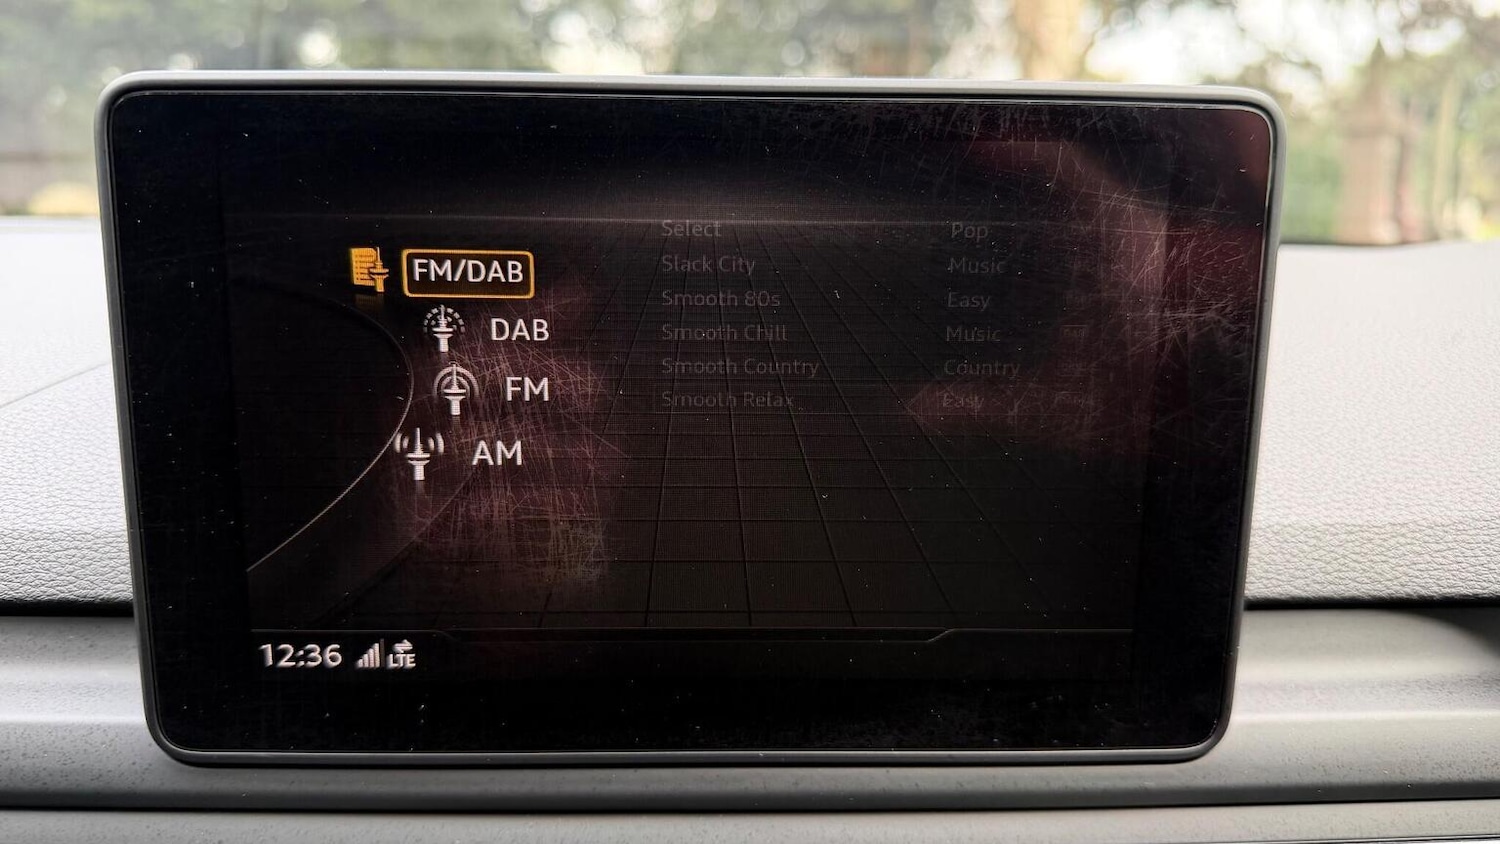 FM/DAB
DAB
FM
AM
Select Pop
Slack City Music
Smooth 80s Easy
Smooth Chill Music
Smooth Country Country
Smooth Relax Easy
12:36 LTE